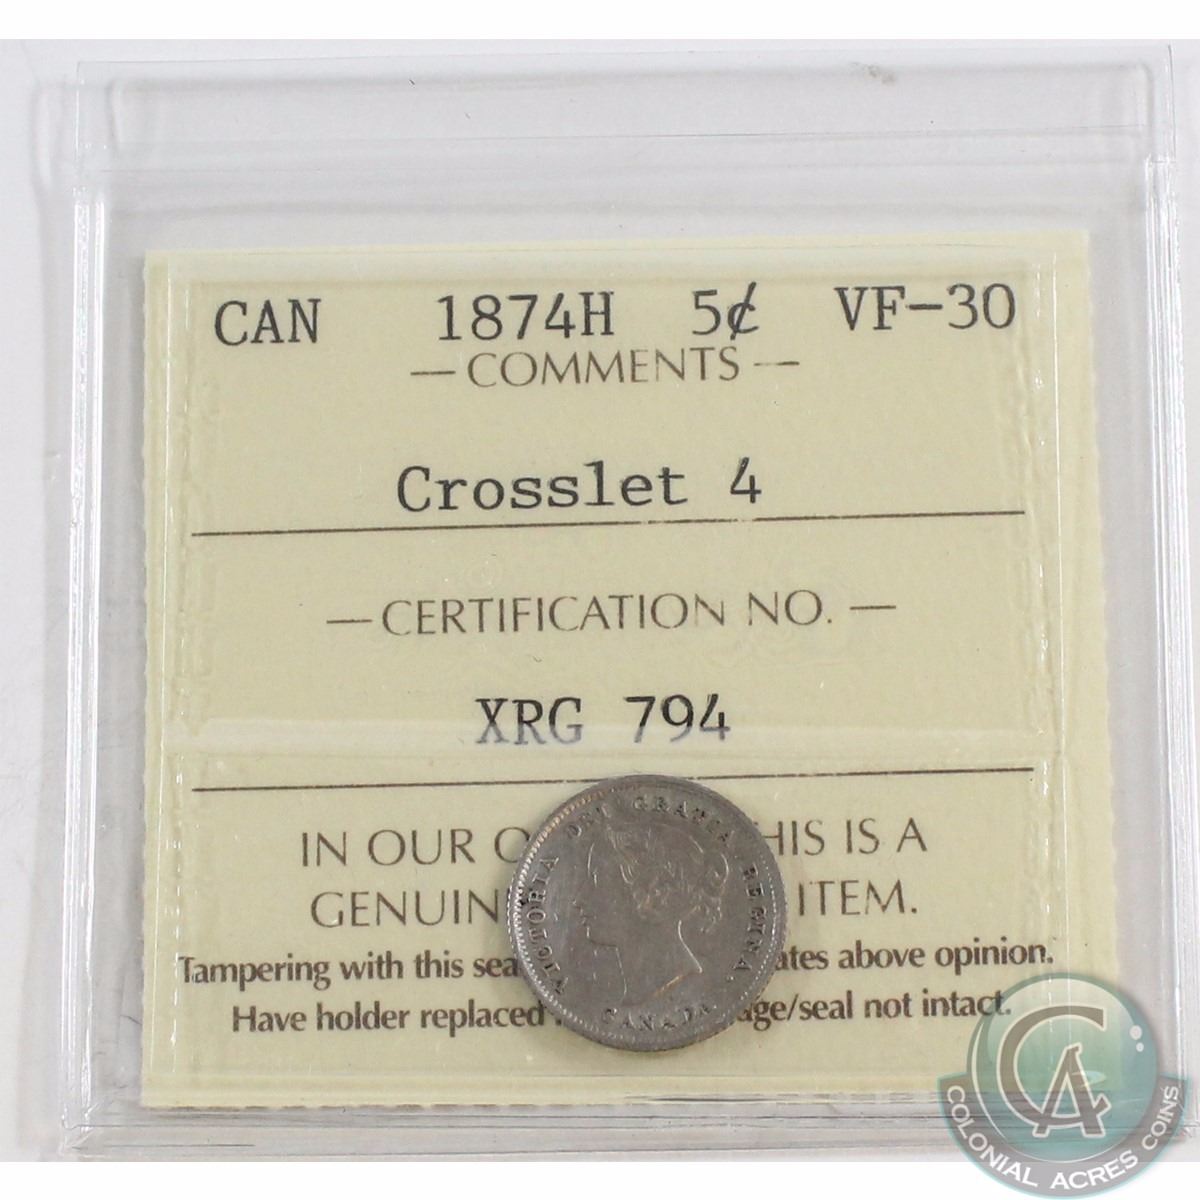 CAN 1874H 5¢ VF-30
— COMMENTS —
Crosslet 4
— CERTIFICATION NO. —
XRG 794
IN OUR O HIS IS A
GENUIN ITEM.
Tampering with this sea ates above opinion.
Have holder replaced age/seal not intact.
VICTORIA DEI GRATIA REGINA.
CANADA
CA
COLONIAL ACRES COINS